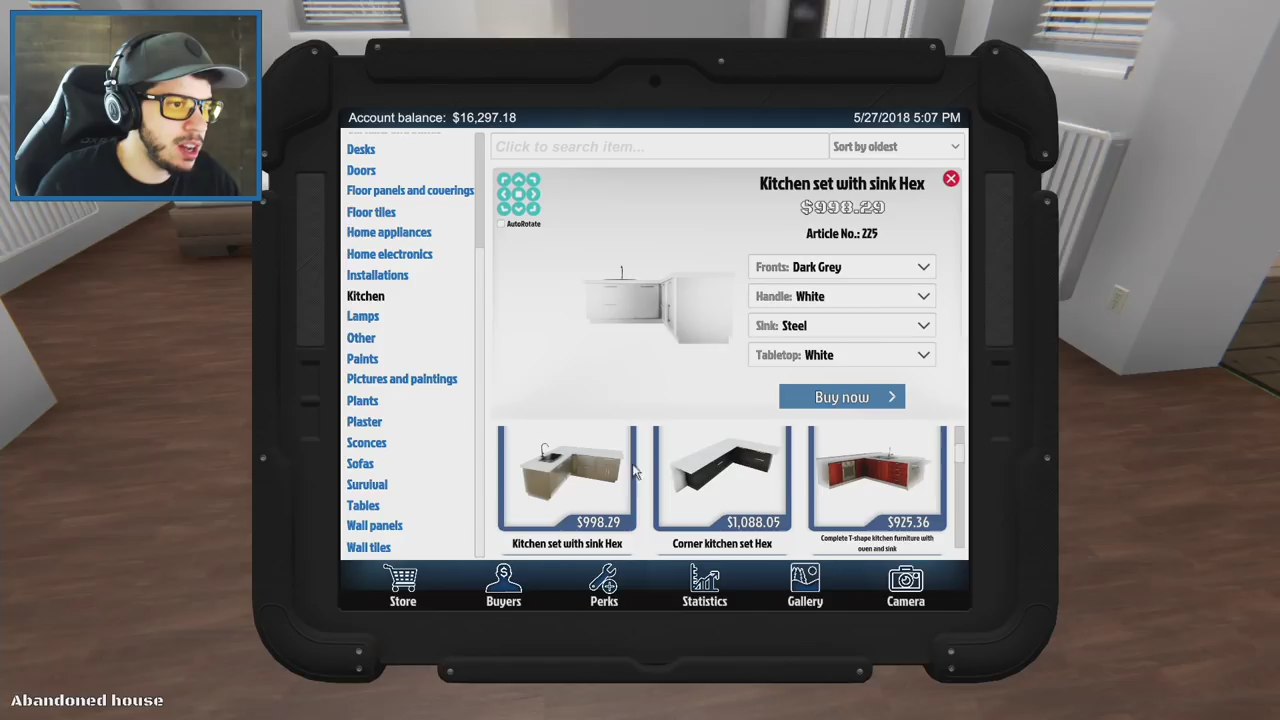 Account balance: $16,297.18
5/27/2018 5:07 PM
Desks
Doors
Floor panels and coverings
Floor tiles
Home appliances
Home electronics
Installations
Kitchen
Lamps
Other
Paints
Pictures and paintings
Plants
Plaster
Sconces
Sofas
Survival
Tables
Wall panels
Wall tiles
Click to search item...
Sort by oldest
AutoRotate
Kitchen set with sink Hex
$998.29
Article No.: 225
Fronts: Dark Grey
Handle: White
Sink: Steel
Tabletop: White
Buy now
$998.29
Kitchen set with sink Hex
$1,088.05
Corner kitchen set Hex
$925.36
Complete T-shape kitchen furniture with
oven and sink
Store
Buyers
Perks
Statistics
Gallery
Camera
Abandoned house